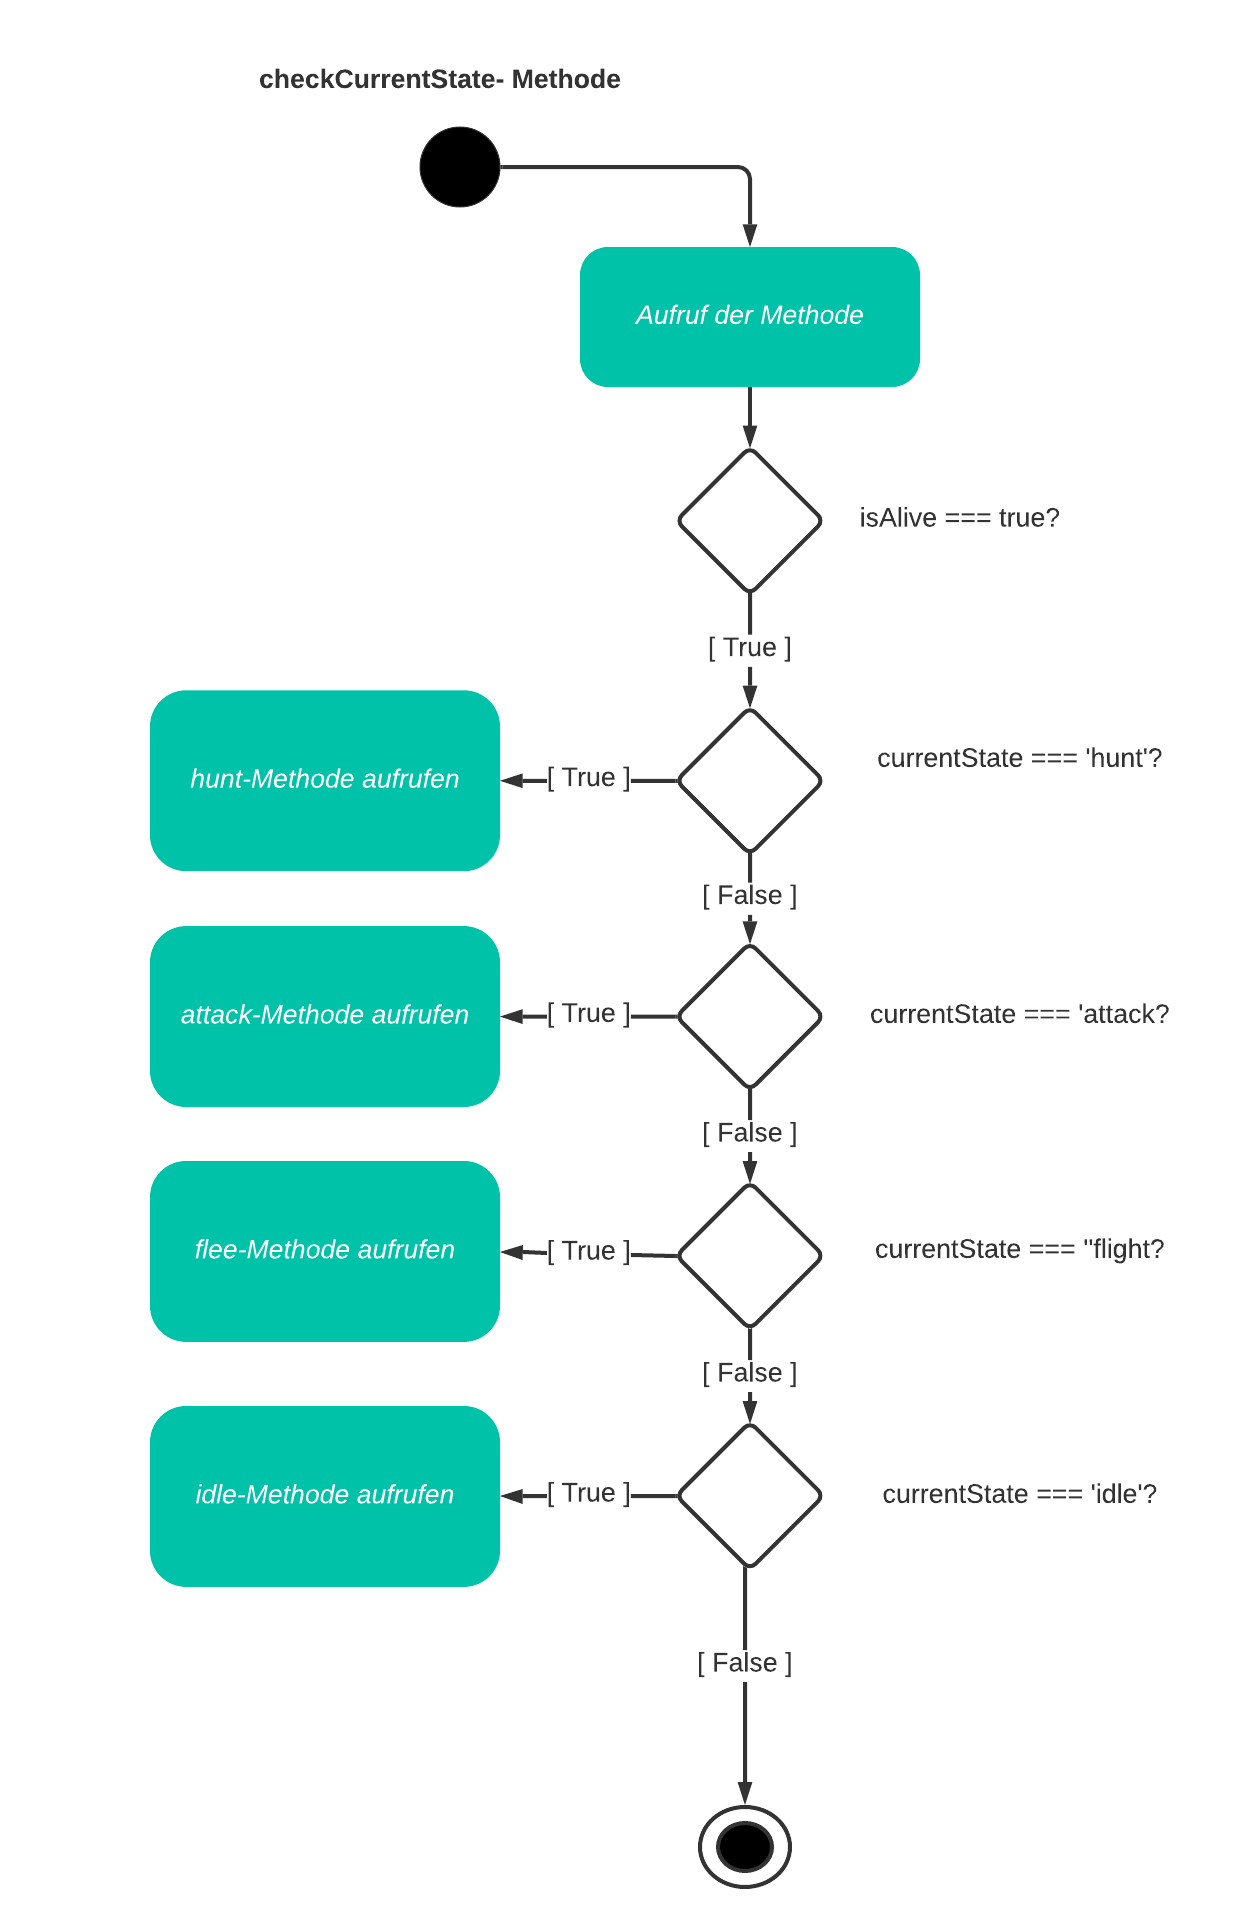 checkCurrentState- Methode
Aufruf der Methode
isAlive === true?
[ True ]
currentState === 'hunt'?
hunt-Methode aufrufen
[ True ]
[ False ]
attack-Methode aufrufen
[ True ]
currentState === 'attack?
[ False ]
flee-Methode aufrufen
[ True ]
currentState === "flight?
[ False ]
idle-Methode aufrufen
[ True ]
currentState === 'idle'?
[ False ]